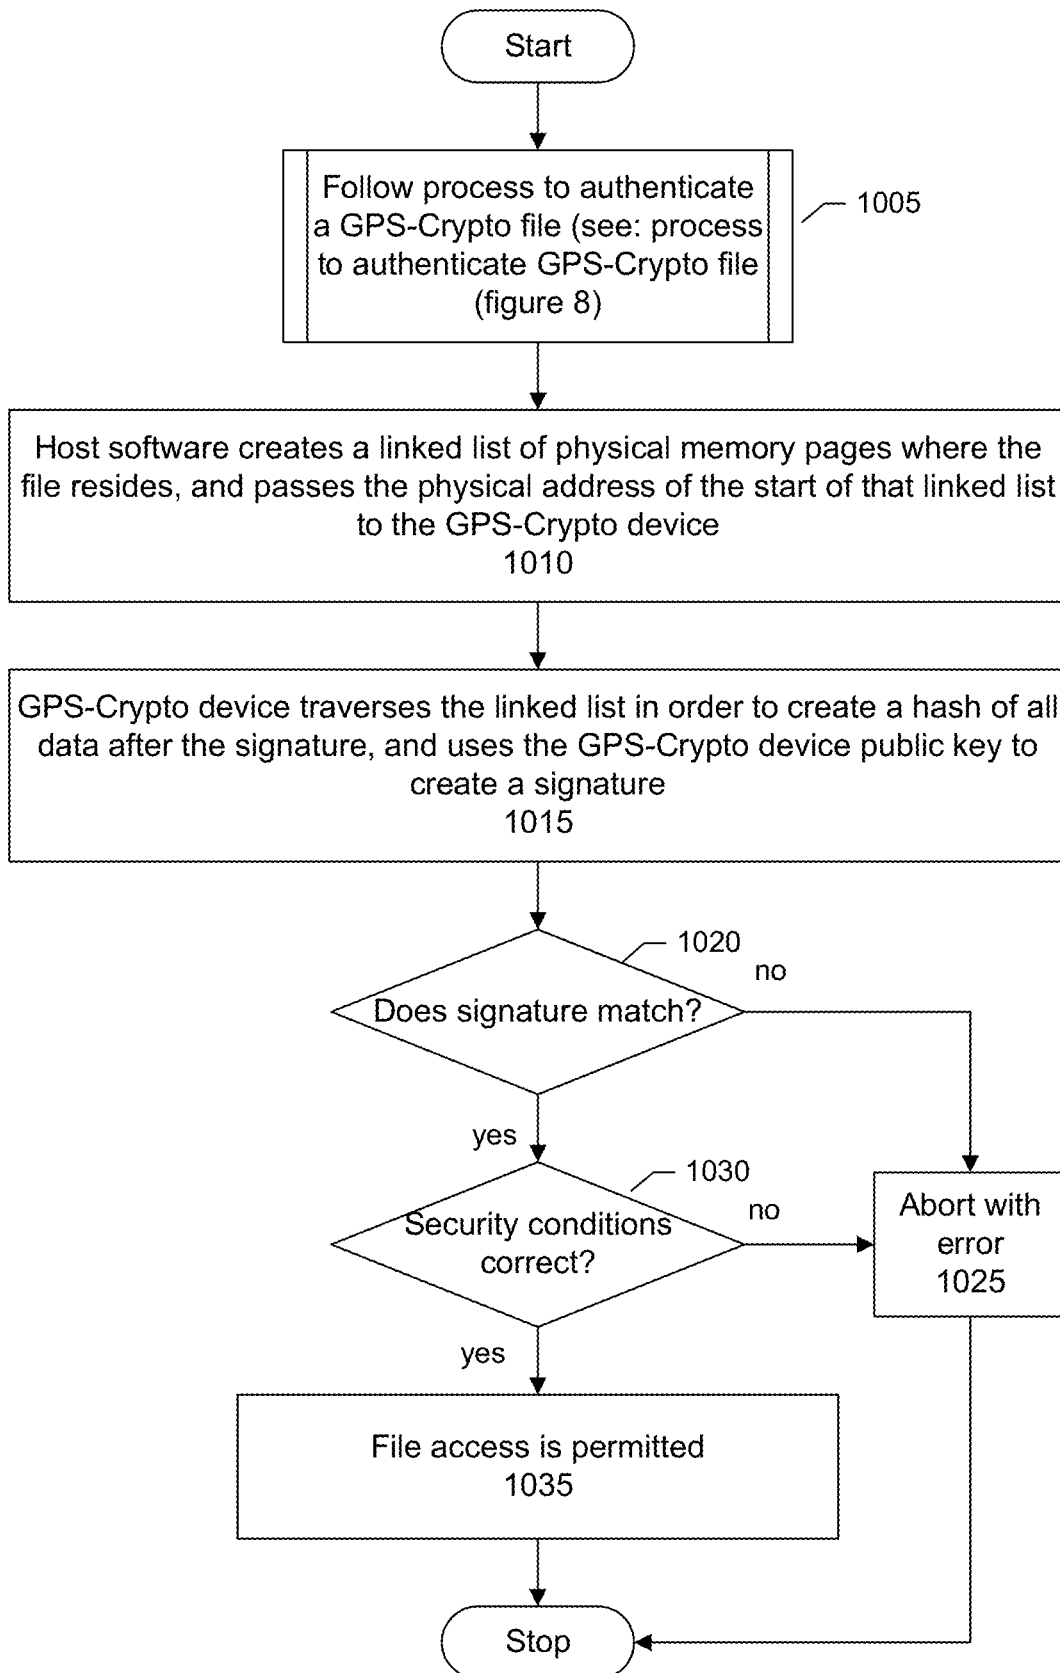 Start
Follow process to authenticate
a GPS-Crypto file (see: process
to authenticate GPS-Crypto file
(figure 8)
1005
Host software creates a linked list of physical memory pages where the
file resides, and passes the physical address of the start of that linked list
to the GPS-Crypto device
1010
GPS-Crypto device traverses the linked list in order to create a hash of all
data after the signature, and uses the GPS-Crypto device public key to
create a signature
1015
1020
no
Does signature match?
yes
1030
no
Security conditions
correct?
Abort with
error
1025
yes
File access is permitted
1035
Stop